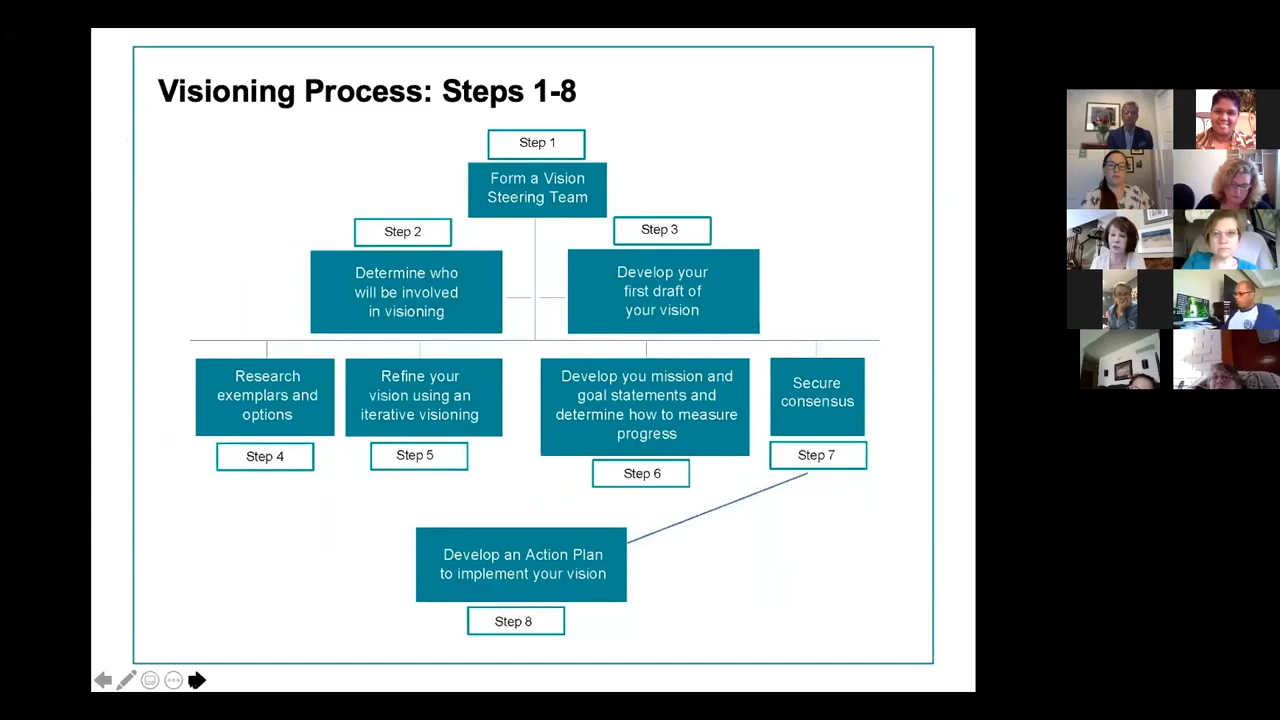 Visioning Process: Steps 1-8
Step 1
Form a Vision
Steering Team
Step 2
Determine who
will be involved
in visioning
Step 3
Develop your
first draft of
your vision
Research
exemplars and
options
Step 4
Refine your
vision using an
iterative visioning
Step 5
Develop you mission and
goal statements and
determine how to measure
progress
Step 6
Secure
consensus
Step 7
Develop an Action Plan
to implement your vision
Step 8